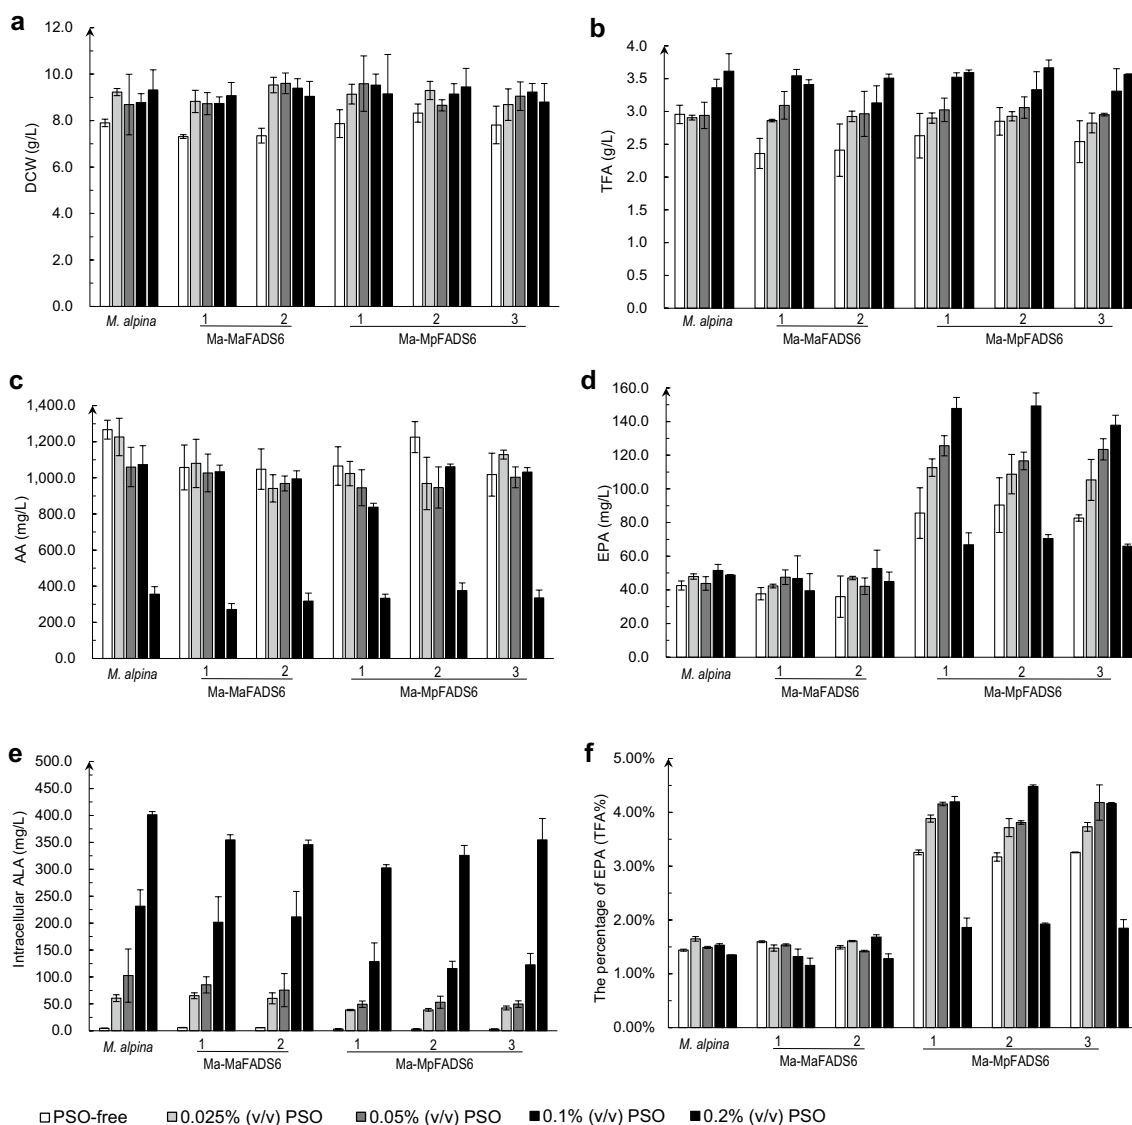 a
12.0
10.0
8.0
6.0
4.0
2.0
0.0
DCW (g/L)
M. alpina
1 2
Ma-MaFADS6
1 2 3
Ma-MpFADS6
b
4.0
3.5
3.0
2.5
2.0
1.5
1.0
0.5
0.0
TFA (g/L)
M. alpina
1 2
Ma-MaFADS6
1 2 3
Ma-MpFADS6
c
1,400.0
1,200.0
1,000.0
800.0
600.0
400.0
200.0
0.0
AA (mg/L)
M. alpina
1 2
Ma-MaFADS6
1 2 3
Ma-MpFADS6
d
160.0
140.0
120.0
100.0
80.0
60.0
40.0
20.0
0.0
EPA (mg/L)
M. alpina
1 2
Ma-MaFADS6
1 2 3
Ma-MpFADS6
e
500.0
450.0
400.0
350.0
300.0
250.0
200.0
150.0
100.0
50.0
0.0
Intracellular ALA (mg/L)
M. alpina
1 2
Ma-MaFADS6
1 2 3
Ma-MpFADS6
f
5.00%
4.00%
3.00%
2.00%
1.00%
0.00%
The percentage of EPA (TFA%)
M. alpina
1 2
Ma-MaFADS6
1 2 3
Ma-MpFADS6
PSO-free 0.025% (v/v) PSO 0.05% (v/v) PSO 0.1% (v/v) PSO 0.2% (v/v) PSO